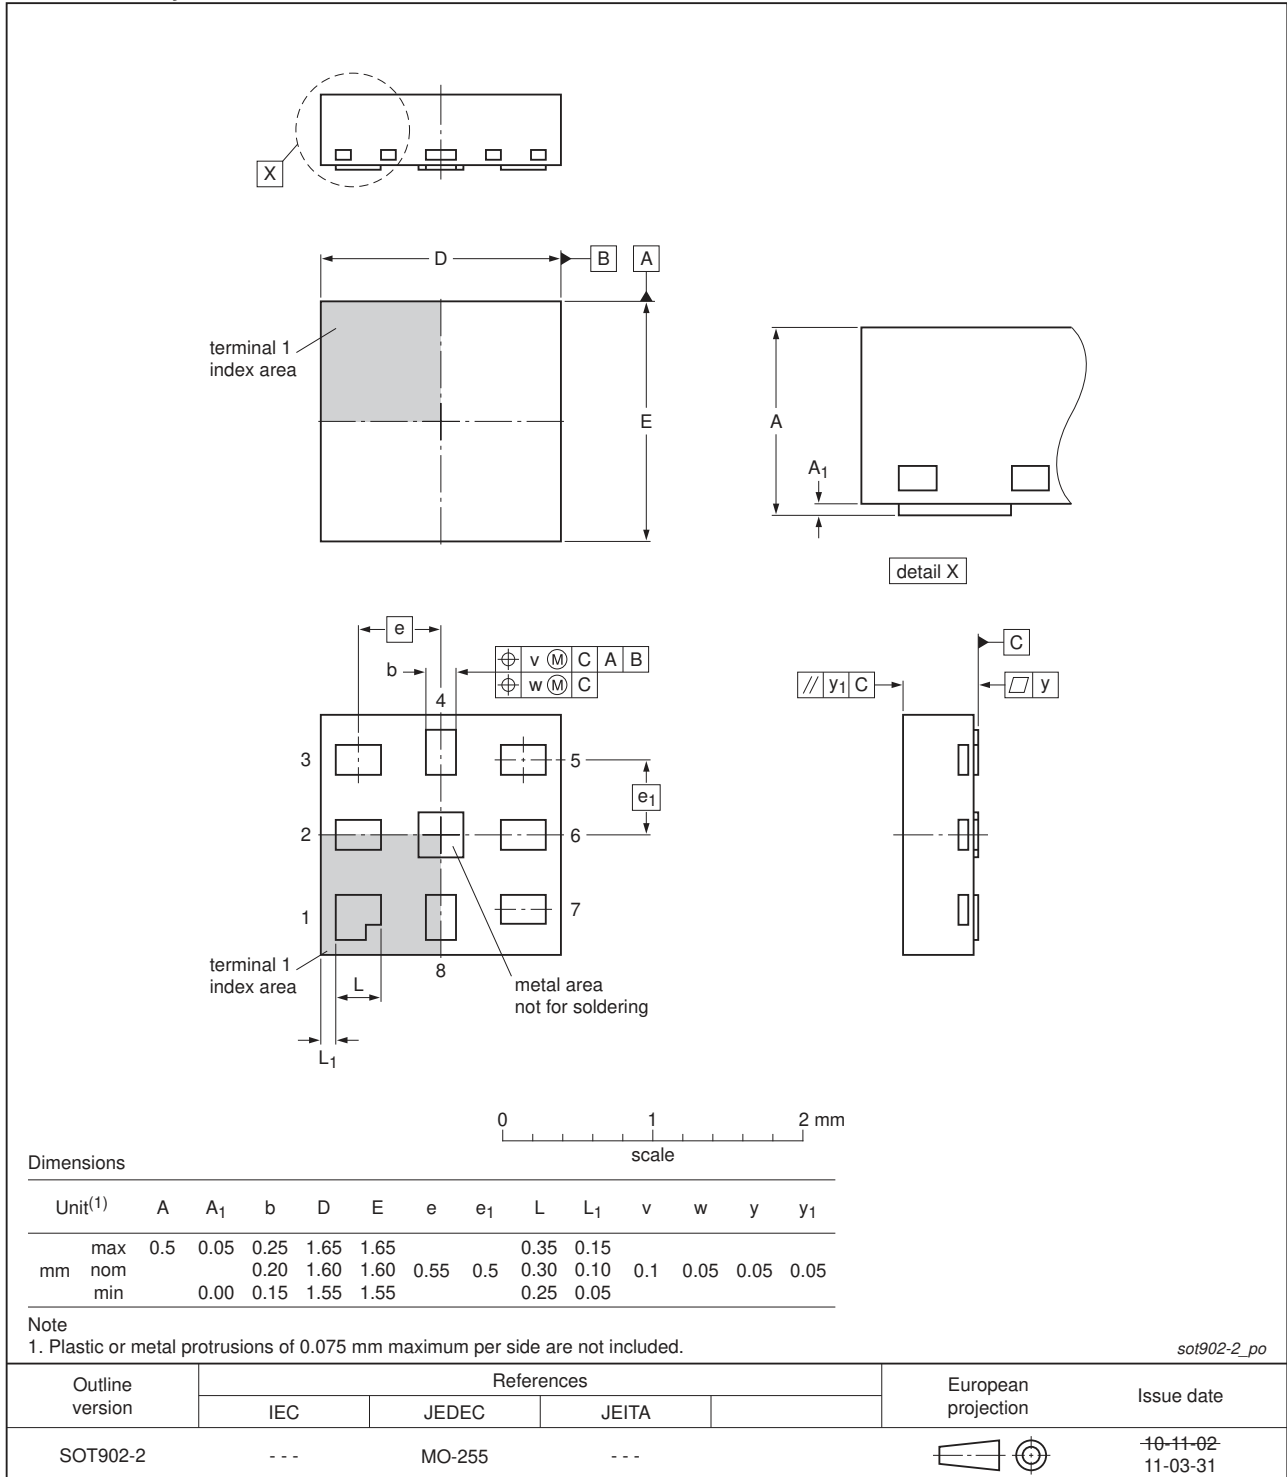 X
D
B
A
terminal 1
index area
E
A
A1
detail X
e
b
v M C A B
w M C
4
3
5
e1
2
6
1
7
terminal 1
index area
L
8
metal area
not for soldering
L1
C
// y1 C
y
0 1 2 mm
scale
Dimensions
Unit(1) A A1 b D E e e1 L L1 v w y y1
max 0.5 0.05 0.25 1.65 1.65 0.35 0.15
mm nom 0.20 1.60 1.60 0.55 0.5 0.30 0.10 0.1 0.05 0.05 0.05
min 0.00 0.15 1.55 1.55 0.25 0.05
Note
1. Plastic or metal protrusions of 0.075 mm maximum per side are not included.
sot902-2_po
Outline version
References
European projection
Issue date
IEC JEDEC JEITA
SOT902-2 - - - MO-255 - - -
10-11-02
11-03-31